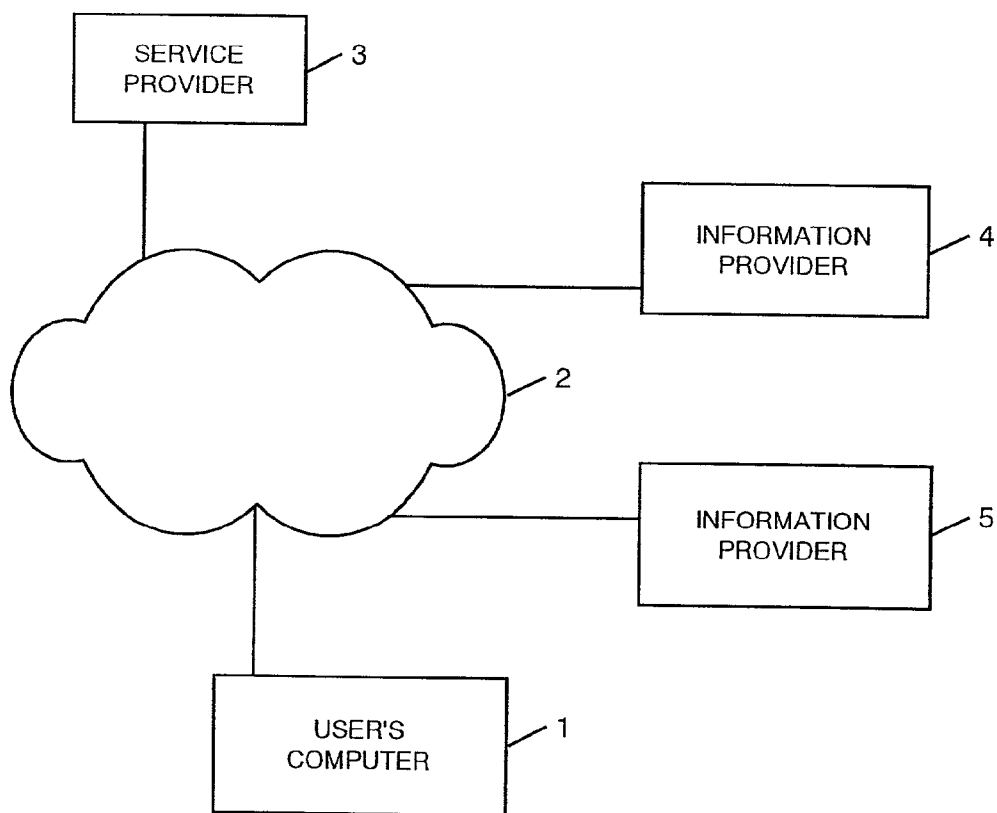 SERVICE
PROVIDER
3
INFORMATION
PROVIDER
4
2
INFORMATION
PROVIDER
5
USER'S
COMPUTER
1